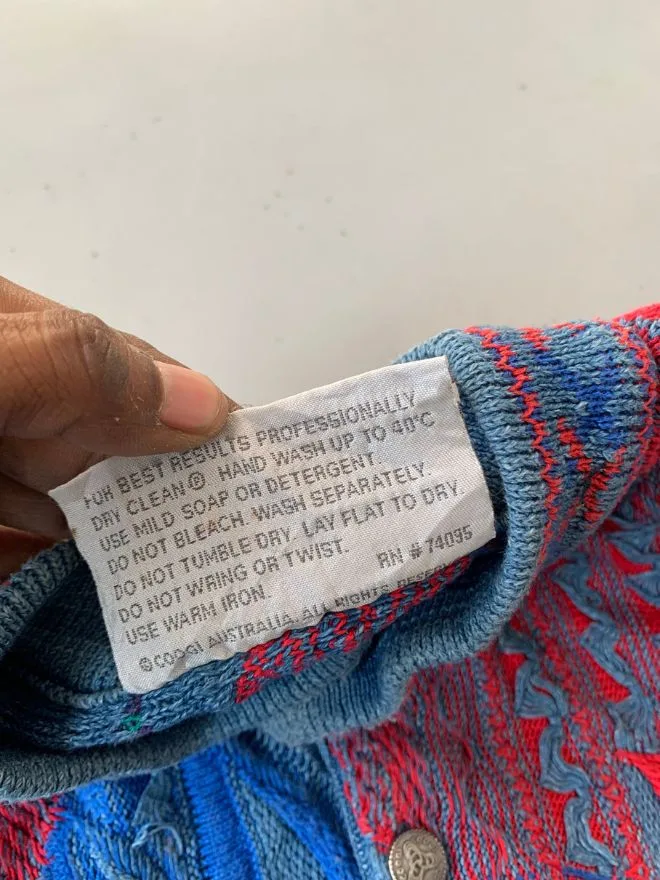 FOR BEST RESULTS PROFESSIONALLY
DRY CLEAN Ⓟ HAND WASH UP TO 40°C
USE MILD SOAP OR DETERGENT.
DO NOT BLEACH. WASH SEPARATELY.
DO NOT TUMBLE DRY. LAY FLAT TO DRY.
DO NOT WRING OR TWIST.
USE WARM IRON. RN # 74095
© COOGI AUSTRALIA. ALL RIGHTS